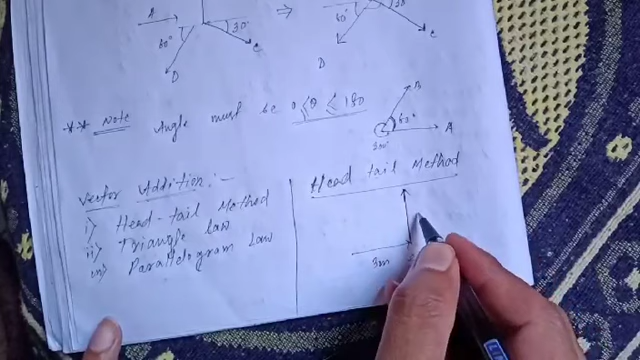 A
30°
⇒
60°
C
D
60°
30
C
D
** Note Angle must be 0 ≤ θ ≤ 180
B
60°
A
300°
Vector Addition :-
i) Head-tail Method
ii) Triangle law
iii) Parallelogram Law
Head tail Method
3m